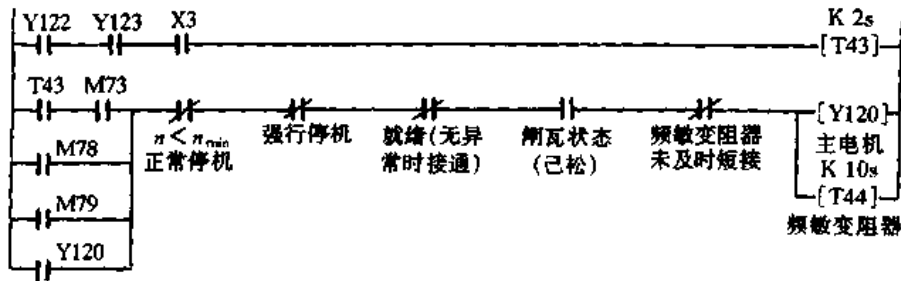 Y122 Y123 X3 K 2s
[T43]
T43 M73
n < nmin
正常停机
强行停机
就绪(无异
常时接通)
闸瓦状态
(已松)
频敏变阻器
未及时短接
[Y120]
主电机
K 10s
[T44]
频敏变阻器
M78
M79
Y120